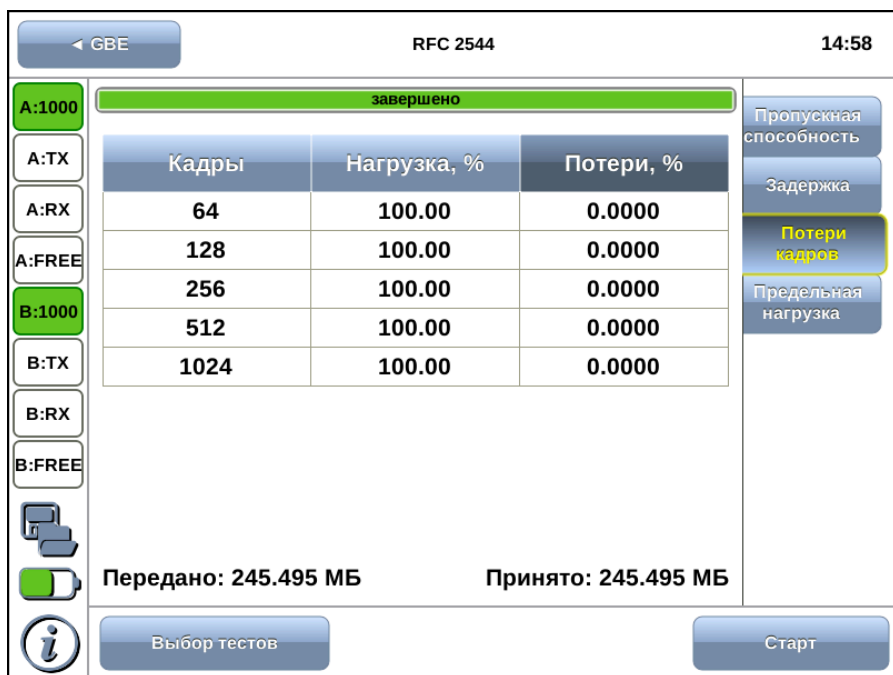 ◄ GBE
RFC 2544
14:58
A:1000
A:TX
A:RX
A:FREE
B:1000
B:TX
B:RX
B:FREE
завершено
Кадры Нагрузка, % Потери, %
64 100.00 0.0000
128 100.00 0.0000
256 100.00 0.0000
512 100.00 0.0000
1024 100.00 0.0000
Передано: 245.495 МБ Принято: 245.495 МБ
Пропускная
способность
Задержка
Потери
кадров
Предельная
нагрузка
i
Выбор тестов
Старт